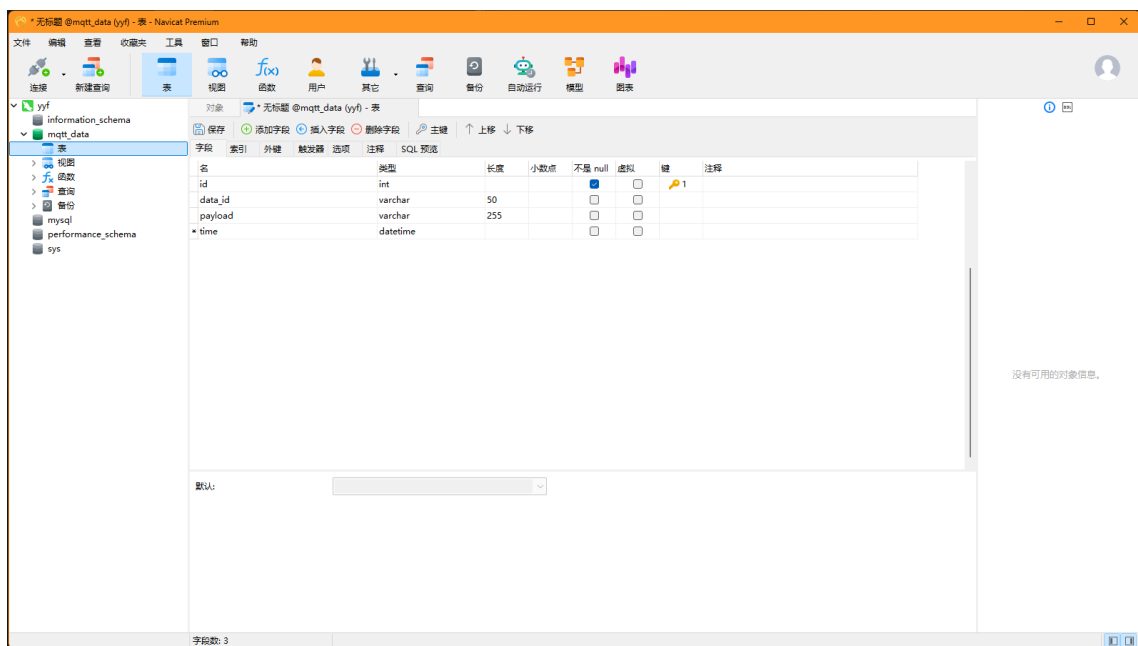 * 无标题 @mqtt_data (yyf) - 表 - Navicat Premium
文件 编辑 查看 收藏夹 工具 窗口 帮助
连接 新建查询 表 视图 函数 用户 其它 查询 备份 自动运行 模型 图表
yyf
information_schema
mqtt_data
表
视图
函数
查询
备份
mysql
performance_schema
sys
对象 * 无标题 @mqtt_data (yyf) - 表
保存 添加字段 插入字段 删除字段 主键 上移 下移
字段 索引 外键 触发器 选项 注释 SQL 预览
名 类型 长度 小数点 不是 null 虚拟 键 注释
id int 1
data_id varchar 50
payload varchar 255
* time datetime
默认:
没有可用的对象信息。
字段数: 3